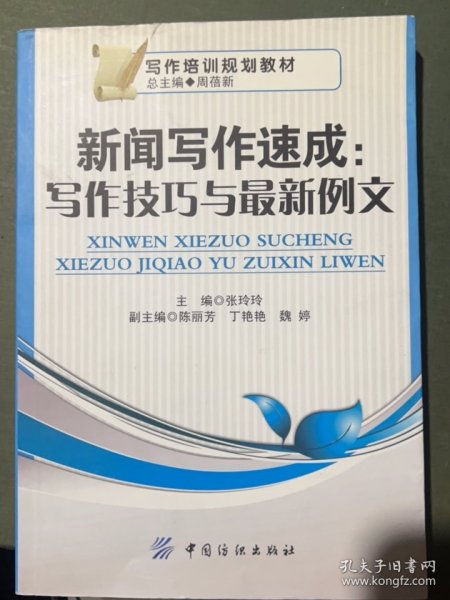 写作培训规划教材
总主编◆周蓓新
新闻写作速成：
写作技巧与最新例文
XINWEN XIEZUO SUCHENG
XIEZUO JIQIAO YU ZUIXIN LIWEN
主 编◎张玲玲
副主编◎陈丽芳 丁艳艳 魏 婷
中国纺织出版社
孔夫子旧书网
www.kongfz.com